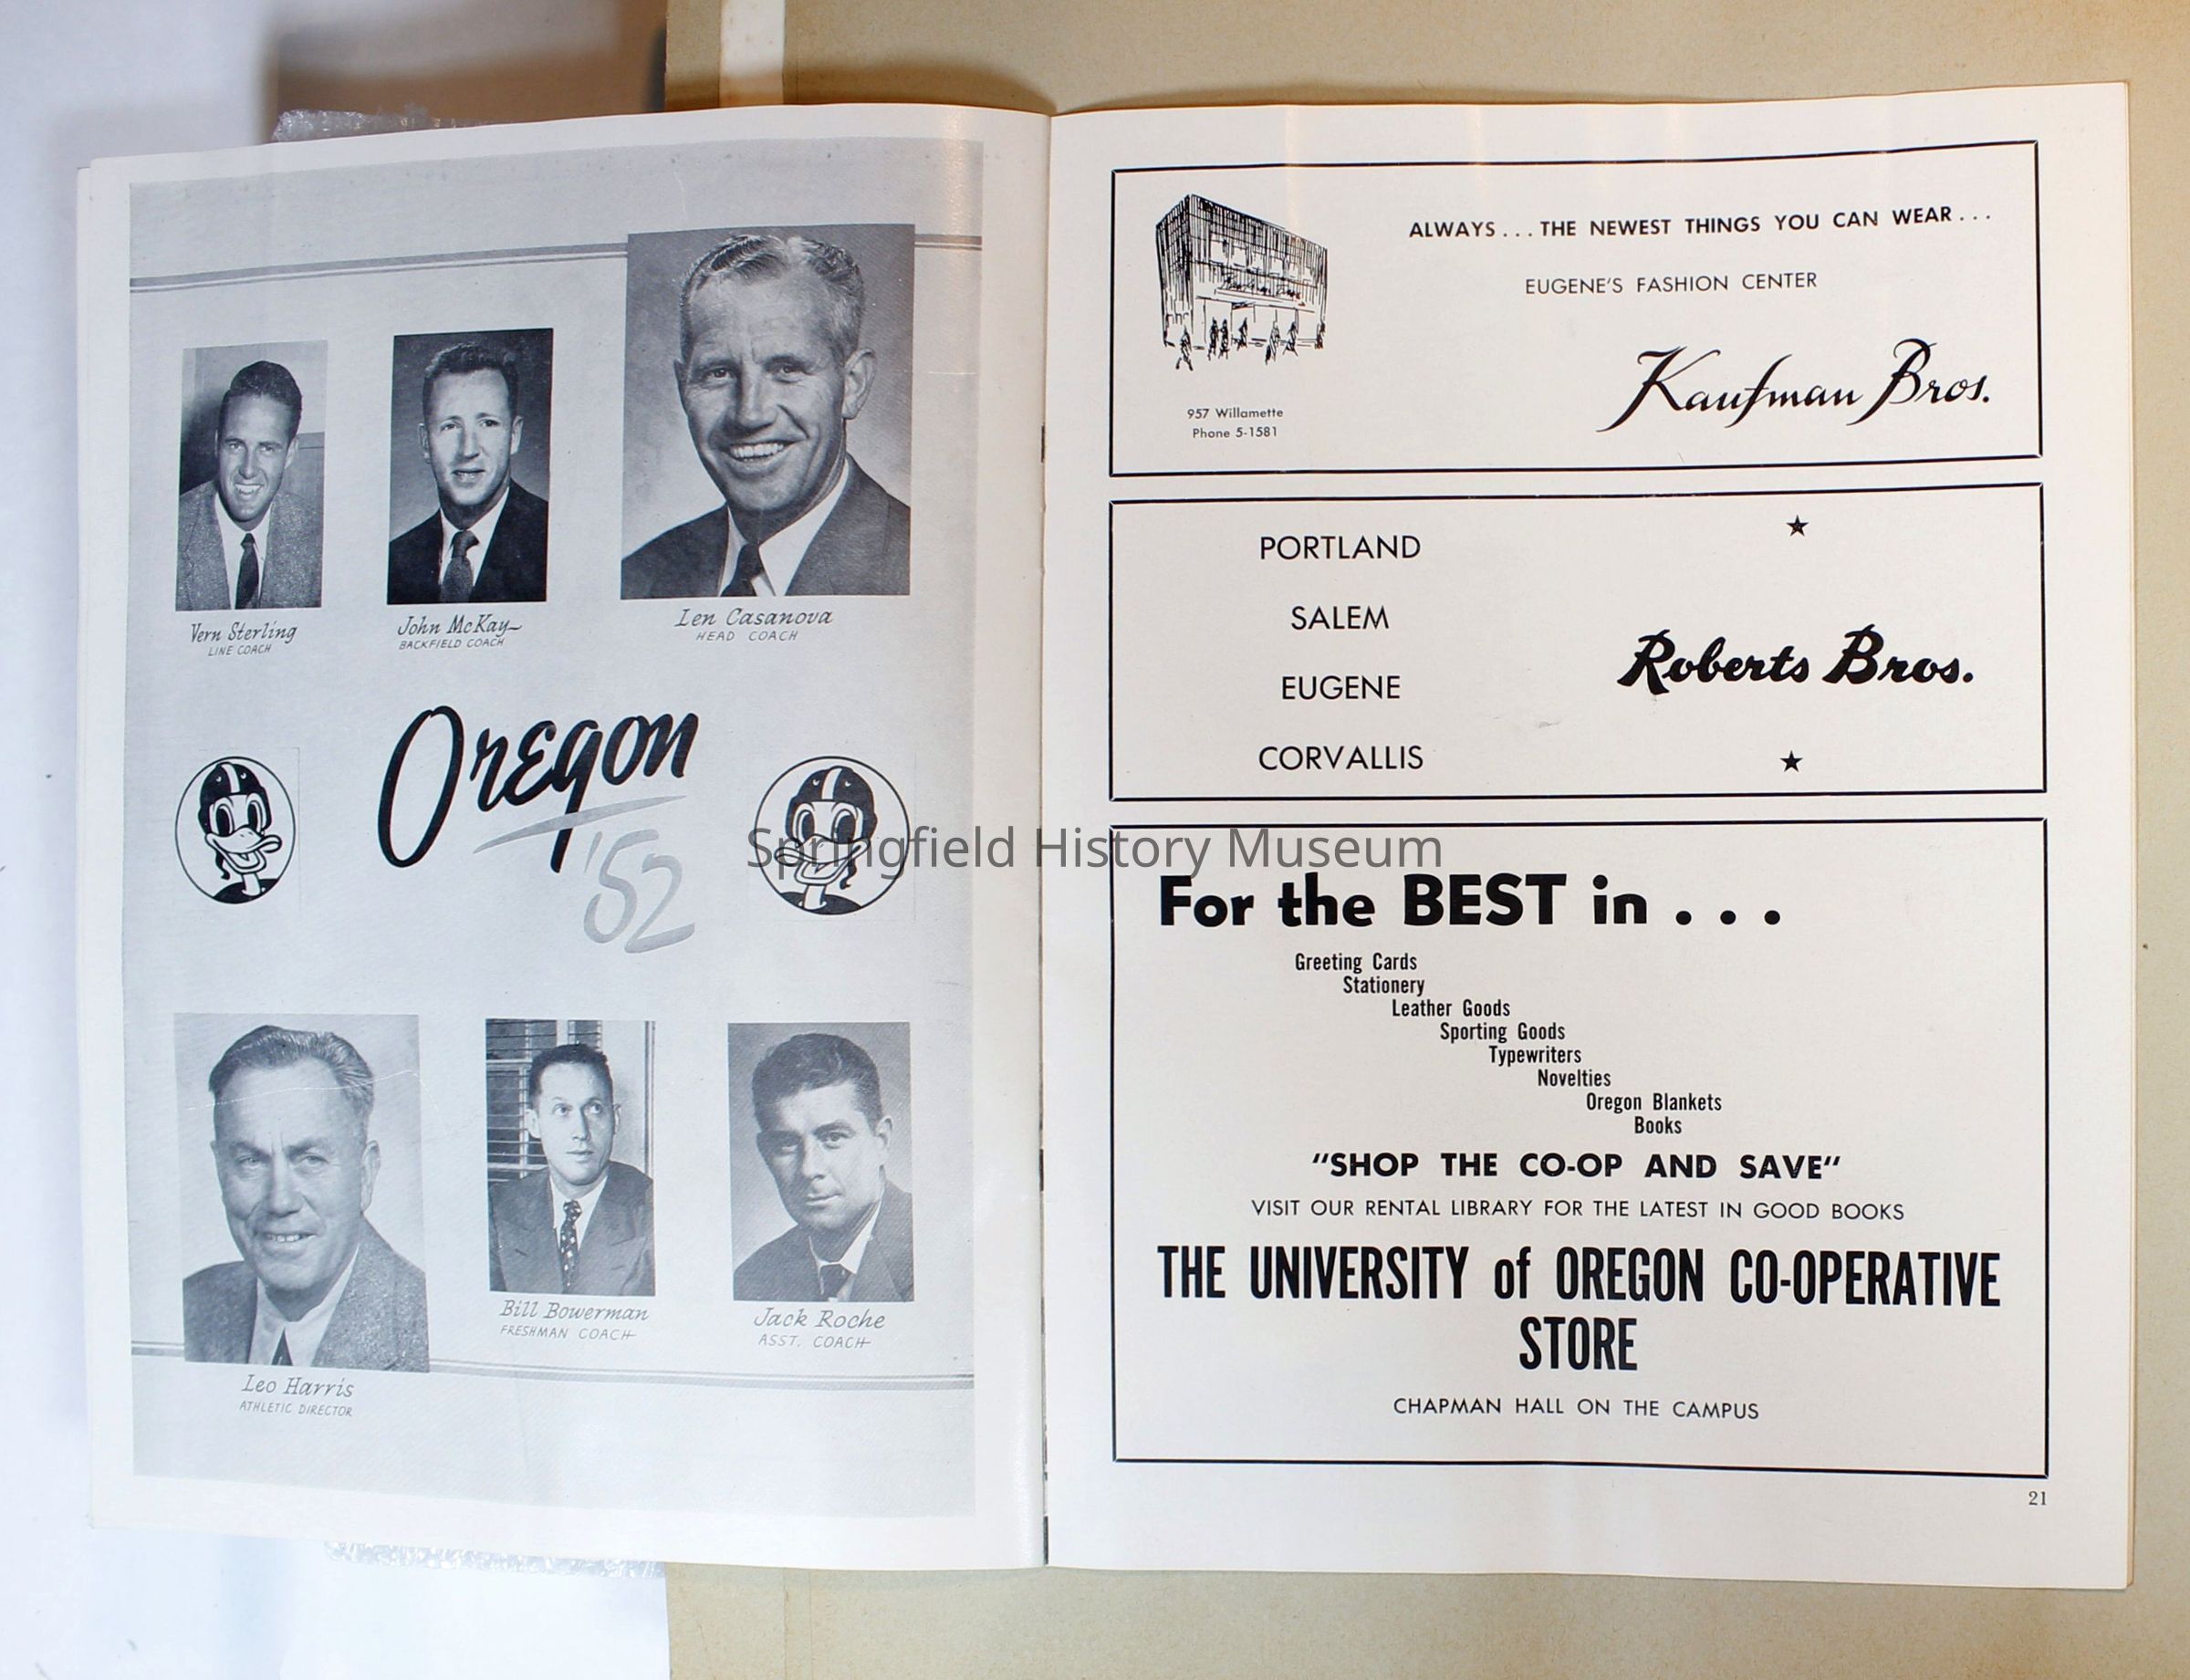 Vern Sterling
LINE COACH
John McKay
BACKFIELD COACH
Len Casanova
HEAD COACH
Oregon
'52
Leo Harris
ATHLETIC DIRECTOR
Bill Bowerman
FRESHMAN COACH
Jack Roche
ASST. COACH
Springfield History Museum
ALWAYS . . . THE NEWEST THINGS YOU CAN WEAR . . .
EUGENE'S FASHION CENTER
Kaufman Bros.
957 Willamette
Phone 5-1581
PORTLAND
SALEM
EUGENE
CORVALLIS
Roberts Bros.
For the BEST in . . .
Greeting Cards
Stationery
Leather Goods
Sporting Goods
Typewriters
Novelties
Oregon Blankets
Books
"SHOP THE CO-OP AND SAVE"
VISIT OUR RENTAL LIBRARY FOR THE LATEST IN GOOD BOOKS
THE UNIVERSITY of OREGON CO-OPERATIVE
STORE
CHAPMAN HALL ON THE CAMPUS
21